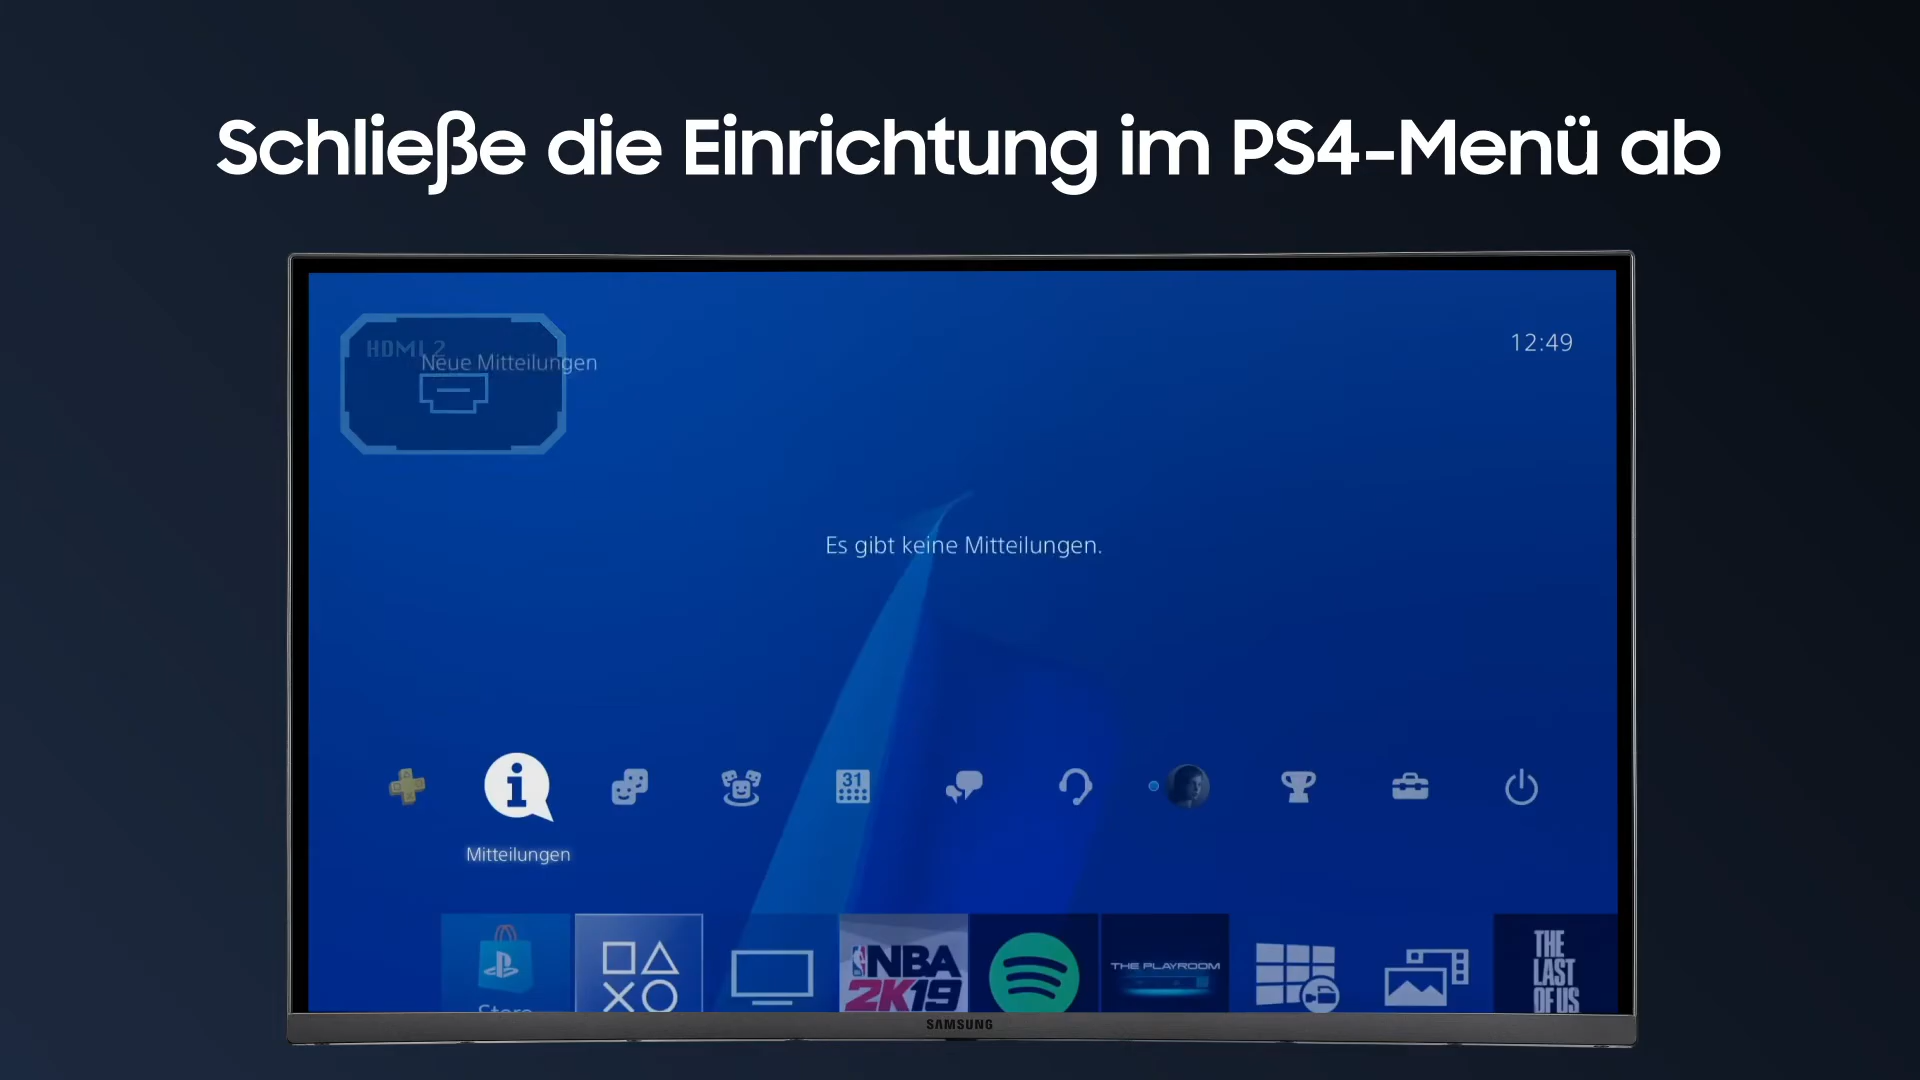 Schließe die Einrichtung im PS4-Menü ab
HDMI 2
Neue Mitteilungen
12:49
Es gibt keine Mitteilungen.
31
Mitteilungen
Store
NBA
2K19
THE PLAYROOM
THE
LAST
OF US
SAMSUNG